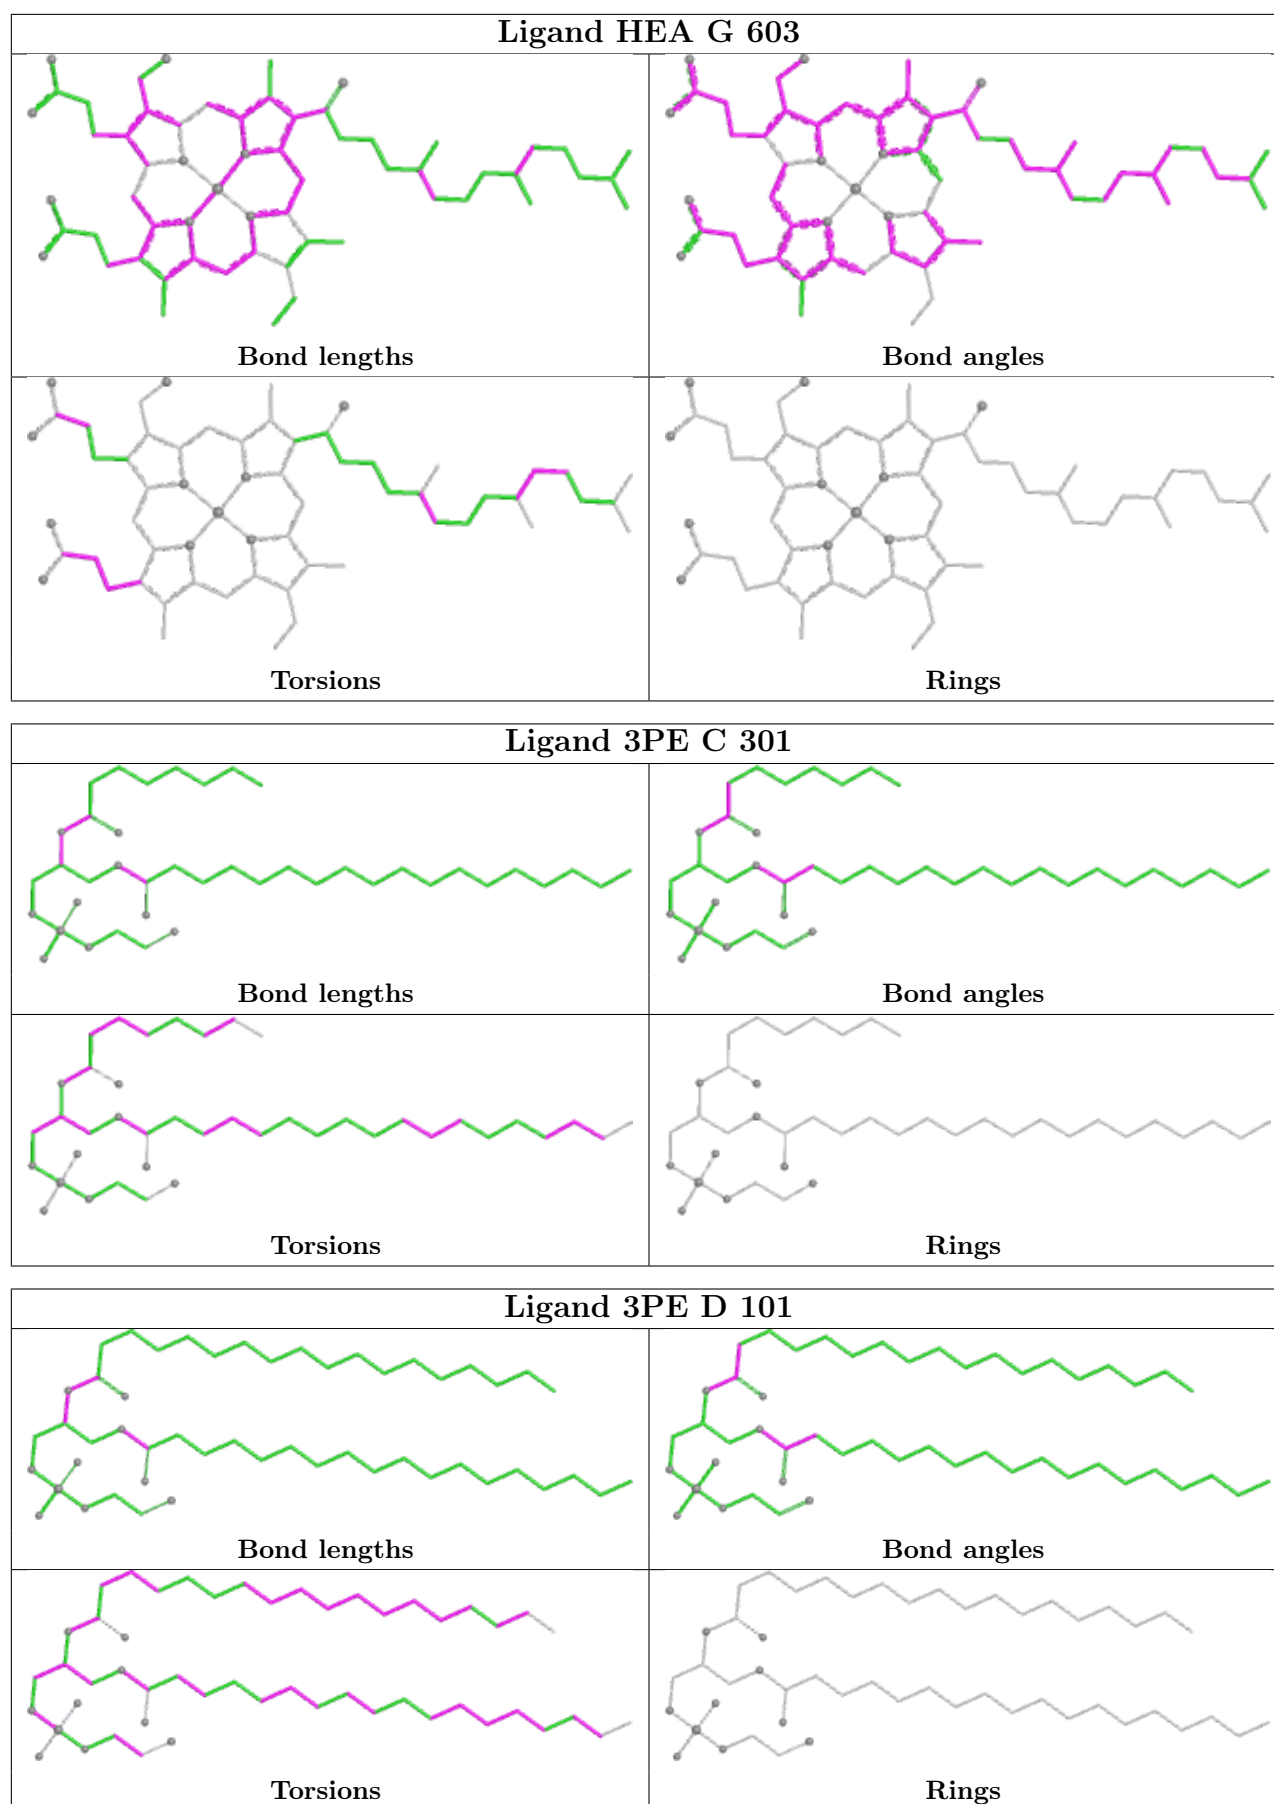 Ligand HEA G 603
Bond lengths
Bond angles
Torsions
Rings
Ligand 3PE C 301
Bond lengths
Bond angles
Torsions
Rings
Ligand 3PE D 101
Bond lengths
Bond angles
Torsions
Rings